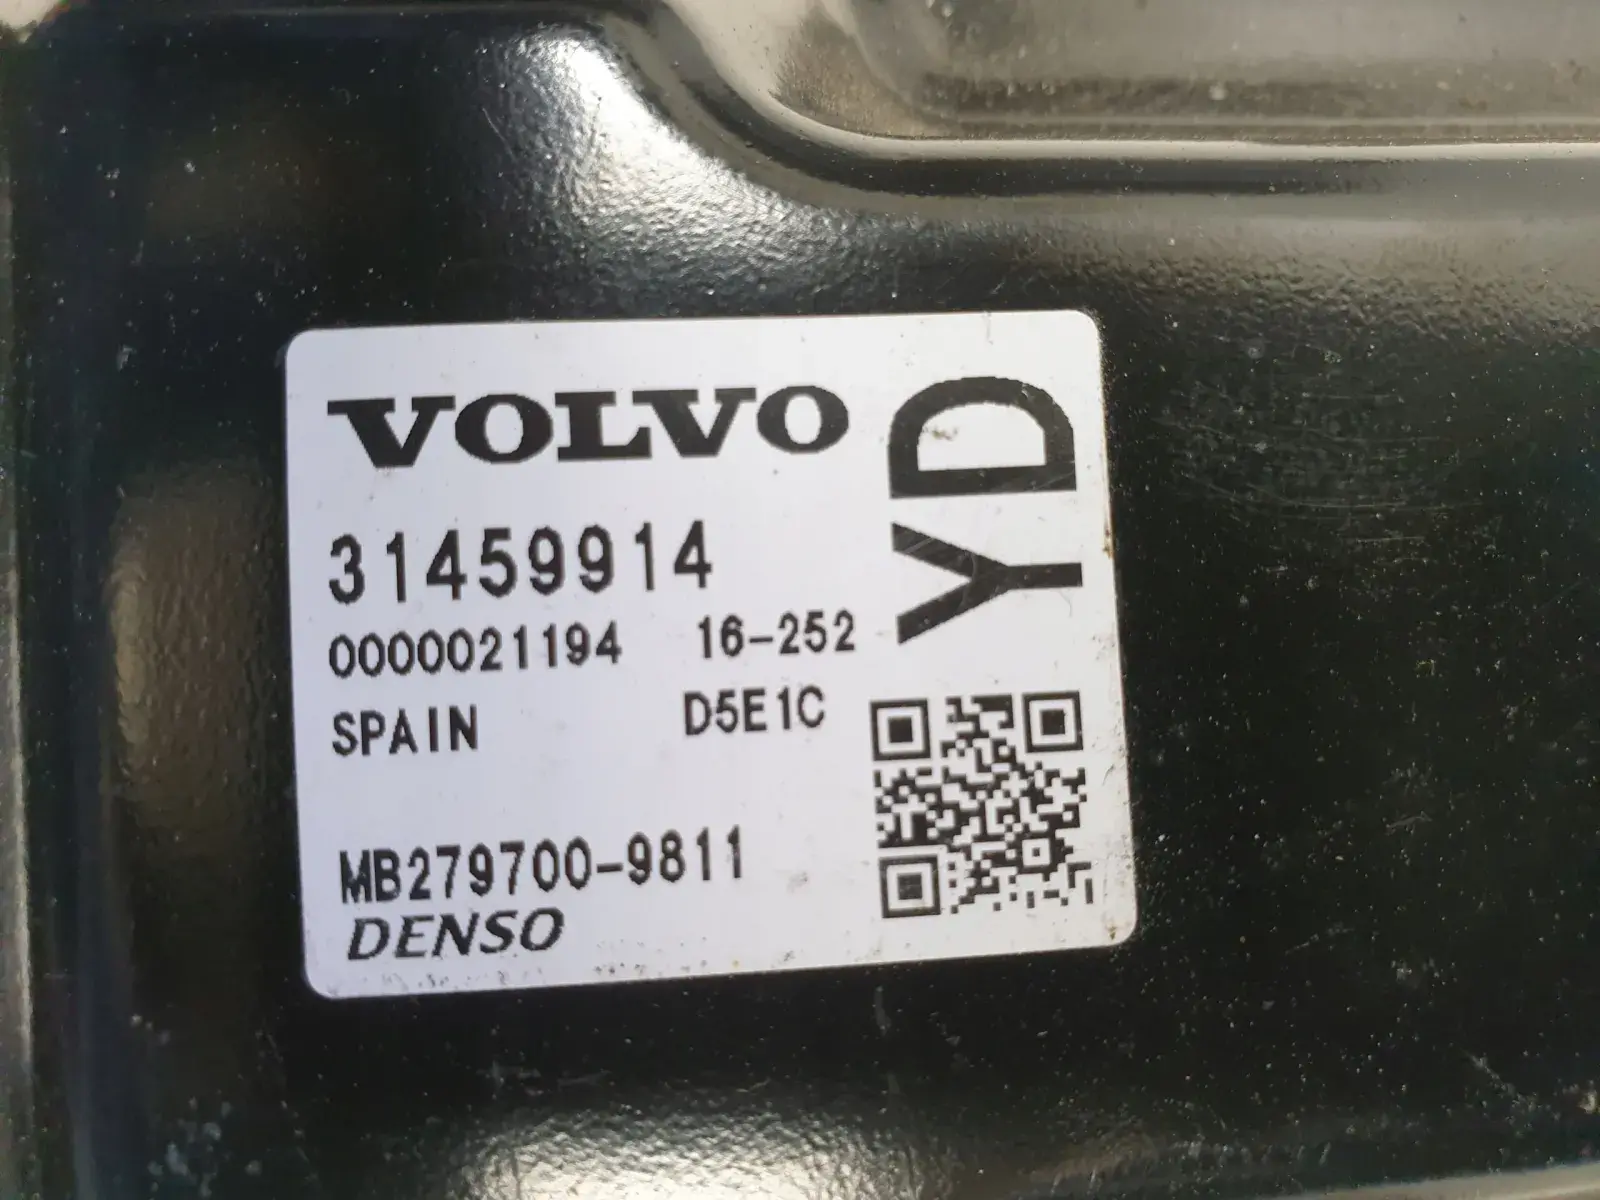 VOLVO
YD
31459914
0000021194 16-252
SPAIN D5E1C
MB279700-9811
DENSO